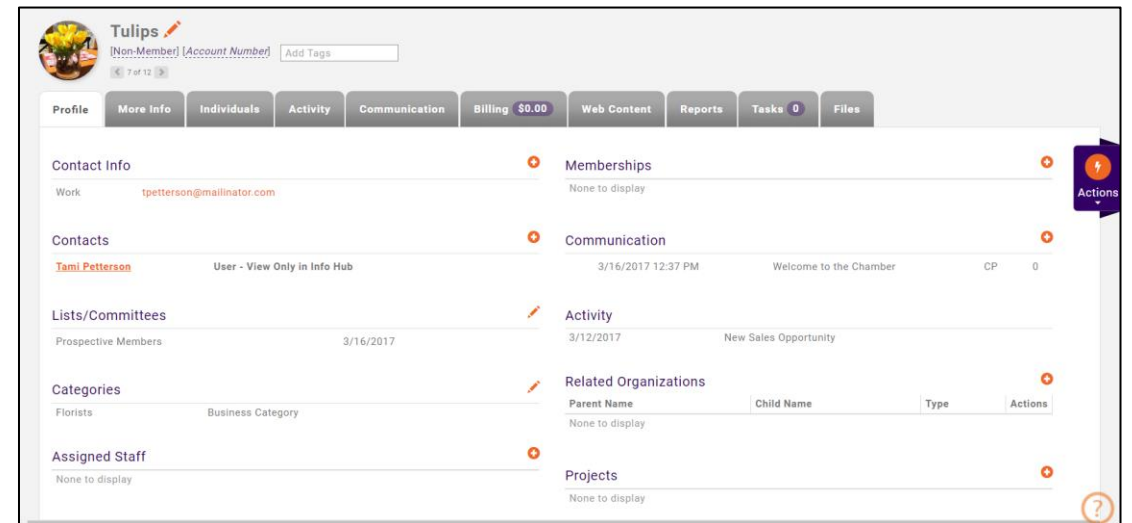 Tulips
[Non-Member] [Account Number] Add Tags
< 7 of 12 >
Profile More Info Individuals Activity Communication Billing $0.00 Web Content Reports Tasks 0 Files
Contact Info
Work tpetterson@mailinator.com
Contacts
Tami Petterson User - View Only in Info Hub
Lists/Committees
Prospective Members 3/16/2017
Categories
Florists Business Category
Assigned Staff
None to display
Memberships
None to display
Communication
3/16/2017 12:37 PM Welcome to the Chamber CP 0
Activity
3/12/2017 New Sales Opportunity
Related Organizations
Parent Name Child Name Type Actions
None to display
Projects
None to display
Actions
?